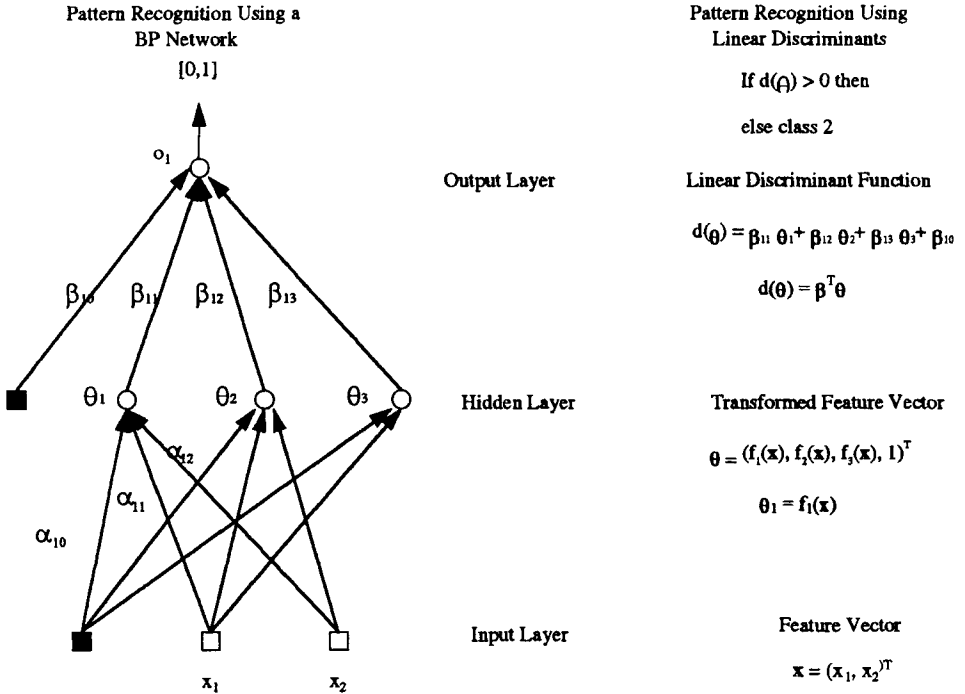 Pattern Recognition Using a
BP Network
[0,1]
Pattern Recognition Using
Linear Discriminants
If d(θ) > 0 then
else class 2
o₁
Output Layer
Linear Discriminant Function
d(θ) = β₁₁ θ₁+ β₁₂ θ₂+ β₁₃ θ₃+ β₁₀
d(θ) = βᵀθ
β₁₀ β₁₁ β₁₂ β₁₃
θ₁ θ₂ θ₃
Hidden Layer
Transformed Feature Vector
θ = (f₁(x), f₂(x), f₃(x), 1)ᵀ
θ₁ = f₁(x)
α₁₂
α₁₁
α₁₀
Input Layer
Feature Vector
x = (x₁, x₂)ᵀ
x₁ x₂